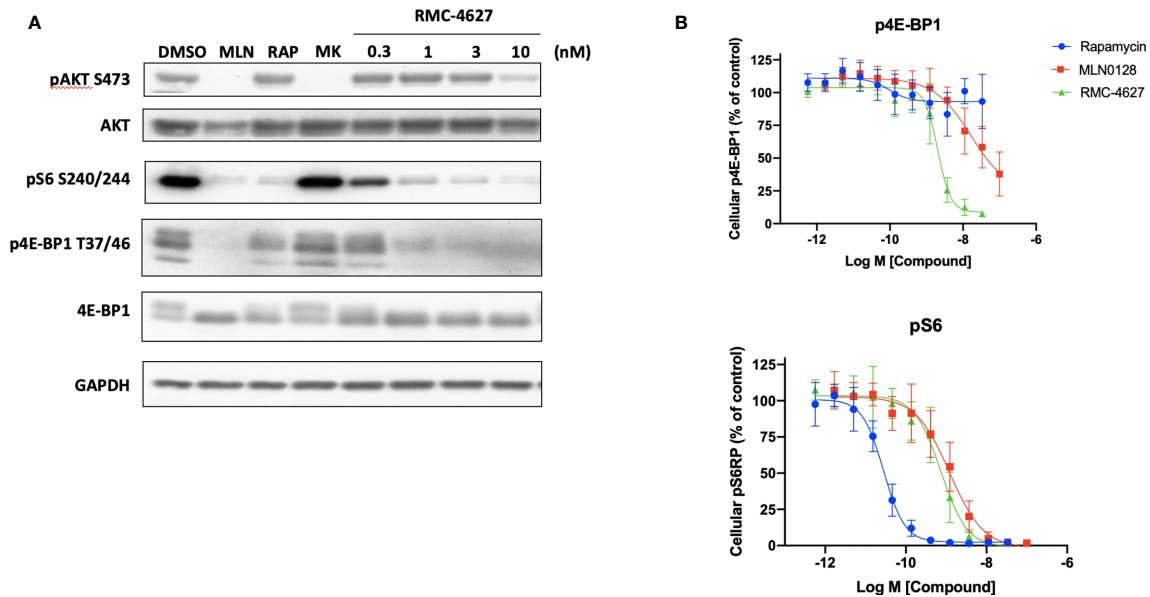 A
RMC-4627
DMSO MLN RAP MK 0.3 1 3 10 (nM)
pAKT S473
AKT
pS6 S240/244
p4E-BP1 T37/46
4E-BP1
GAPDH
B
p4E-BP1
Cellular p4E-BP1 (% of control)
125
100
75
50
25
0
-12 -10 -8 -6
Log M [Compound]
Rapamycin
MLN0128
RMC-4627
pS6
Cellular pS6RP (% of control)
125
100
75
50
25
0
-12 -10 -8 -6
Log M [Compound]